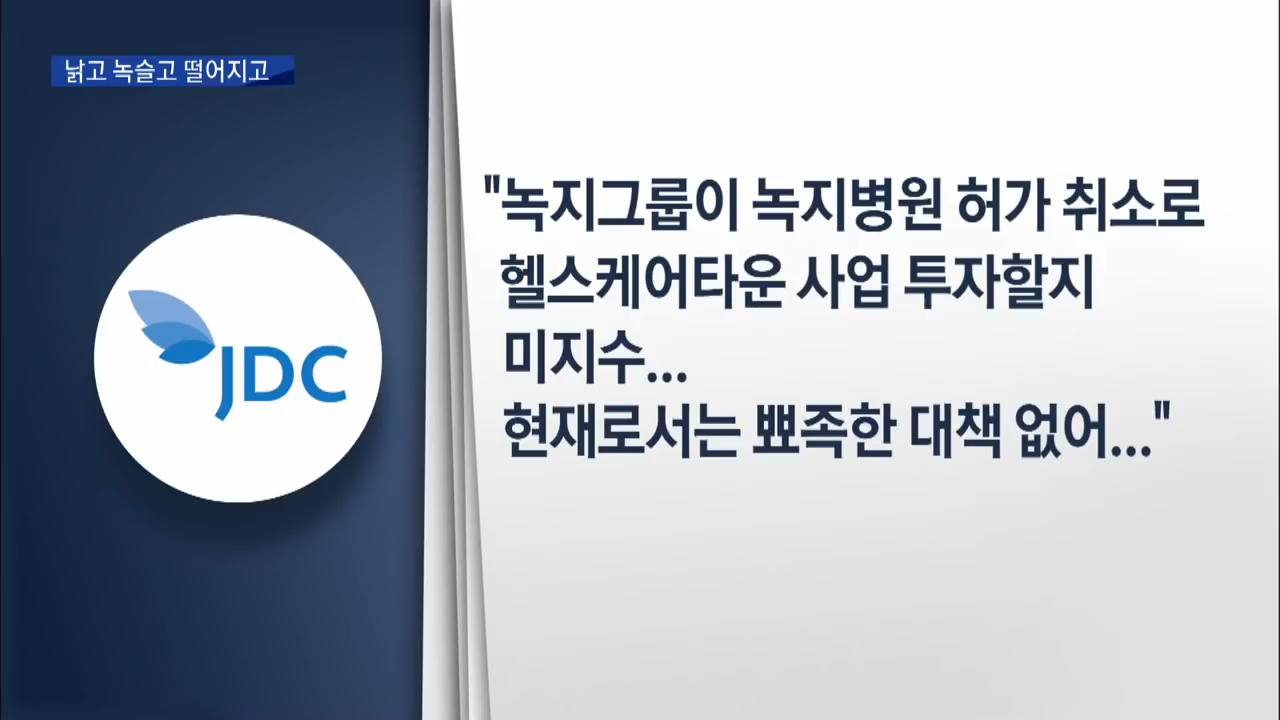 낡고 녹슬고 떨어지고
JDC
"녹지그룹이 녹지병원 허가 취소로
헬스케어타운 사업 투자할지
미지수...
현재로서는 뾰족한 대책 없어..."